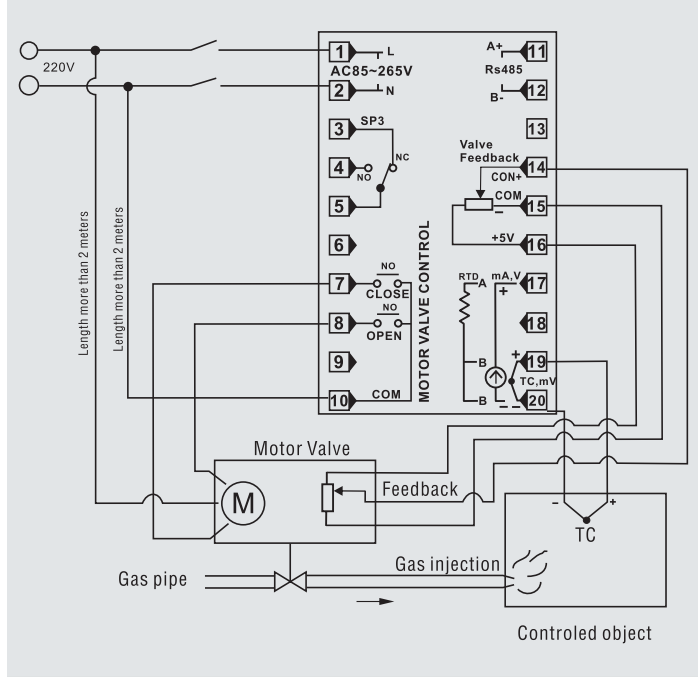 220V
1
L
AC85~265V
2
N
3
SP3
4
NO
NC
5
6
7
NO
CLOSE
8
NO
OPEN
9
10
COM
MOTOR VALVE CONTROL
A+
11
Rs485
B-
12
13
Valve
Feedback
14
CON+
COM
15
−
+5V
16
RTD
A
mA,V
17
+
18
B
+
19
TC,mV
B
− −
20
Length more than 2 meters
Length more than 2 meters
Motor Valve
M
Feedback
− +
TC
Gas injection
Gas pipe
Controled object